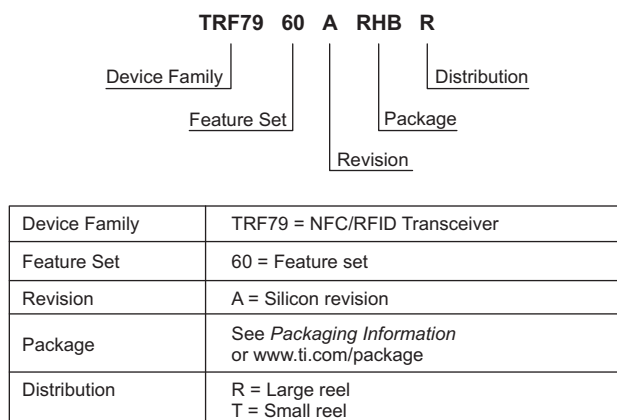 TRF79 60 A RHB R
Device Family
Distribution
Feature Set
Package
Revision
Device Family TRF79 = NFC/RFID Transceiver
Feature Set 60 = Feature set
Revision A = Silicon revision
Package See Packaging Information
or www.ti.com/package
Distribution R = Large reel
T = Small reel